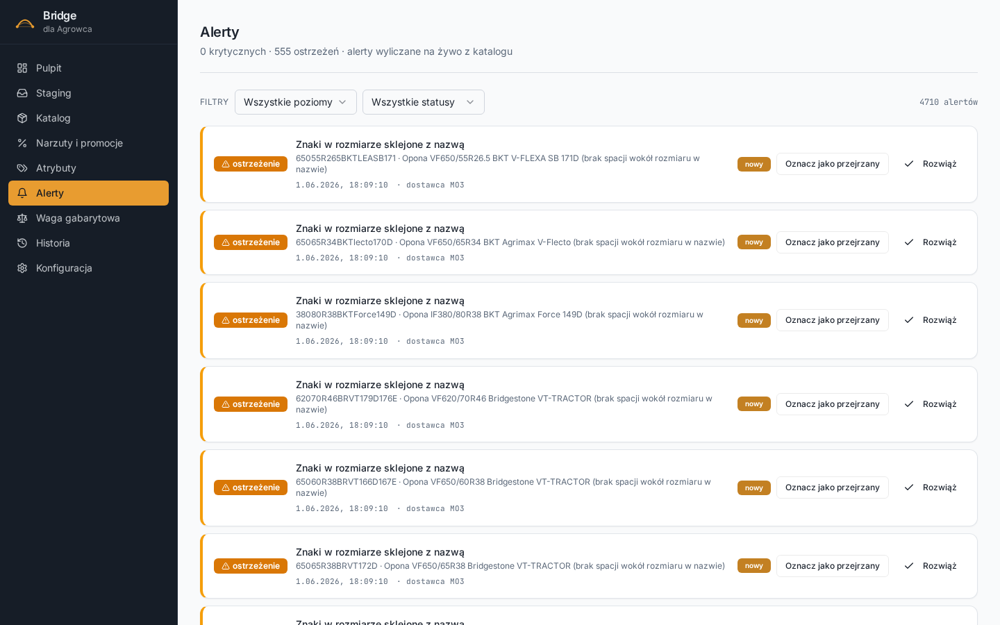 Bridge
dla Agrowca
Pulpit
Staging
Katalog
Narzuty i promocje
Atrybuty
Alerty
Waga gabarytowa
Historia
Konfiguracja
Alerty
0 krytycznych · 555 ostrzeżeń · alerty wyliczane na żywo z katalogu
FILTRY
Wszystkie poziomy
Wszystkie statusy
4710 alertów
ostrzeżenie
Znaki w rozmiarze sklejone z nazwą
65055R265BKTLEASB171 · Opona VF650/55R26.5 BKT V-FLEXA SB 171D (brak spacji wokół rozmiaru w
nazwie)
1.06.2026, 18:09:10 · dostawca MO3
nowy
Oznacz jako przejrzany
Rozwiąż
ostrzeżenie
Znaki w rozmiarze sklejone z nazwą
65065R34BKTlecto170D · Opona VF650/65R34 BKT Agrimax V-Flecto (brak spacji wokół rozmiaru w nazwie)
1.06.2026, 18:09:10 · dostawca MO3
nowy
Oznacz jako przejrzany
Rozwiąż
ostrzeżenie
Znaki w rozmiarze sklejone z nazwą
38080R38BKTForce149D · Opona IF380/80R38 BKT Agrimax Force 149D (brak spacji wokół rozmiaru w
nazwie)
1.06.2026, 18:09:10 · dostawca MO3
nowy
Oznacz jako przejrzany
Rozwiąż
ostrzeżenie
Znaki w rozmiarze sklejone z nazwą
62070R46BRVT179D176E · Opona VF620/70R46 Bridgestone VT-TRACTOR (brak spacji wokół rozmiaru w
nazwie)
1.06.2026, 18:09:10 · dostawca MO3
nowy
Oznacz jako przejrzany
Rozwiąż
ostrzeżenie
Znaki w rozmiarze sklejone z nazwą
65060R38BRVT166D167E · Opona VF650/60R38 Bridgestone VT-TRACTOR (brak spacji wokół rozmiaru w
nazwie)
1.06.2026, 18:09:10 · dostawca MO3
nowy
Oznacz jako przejrzany
Rozwiąż
ostrzeżenie
Znaki w rozmiarze sklejone z nazwą
65065R38BRVT172D · Opona VF650/65R38 Bridgestone VT-TRACTOR (brak spacji wokół rozmiaru w nazwie)
1.06.2026, 18:09:10 · dostawca MO3
nowy
Oznacz jako przejrzany
Rozwiąż
Znaki w rozmiarze sklejone z nazwą